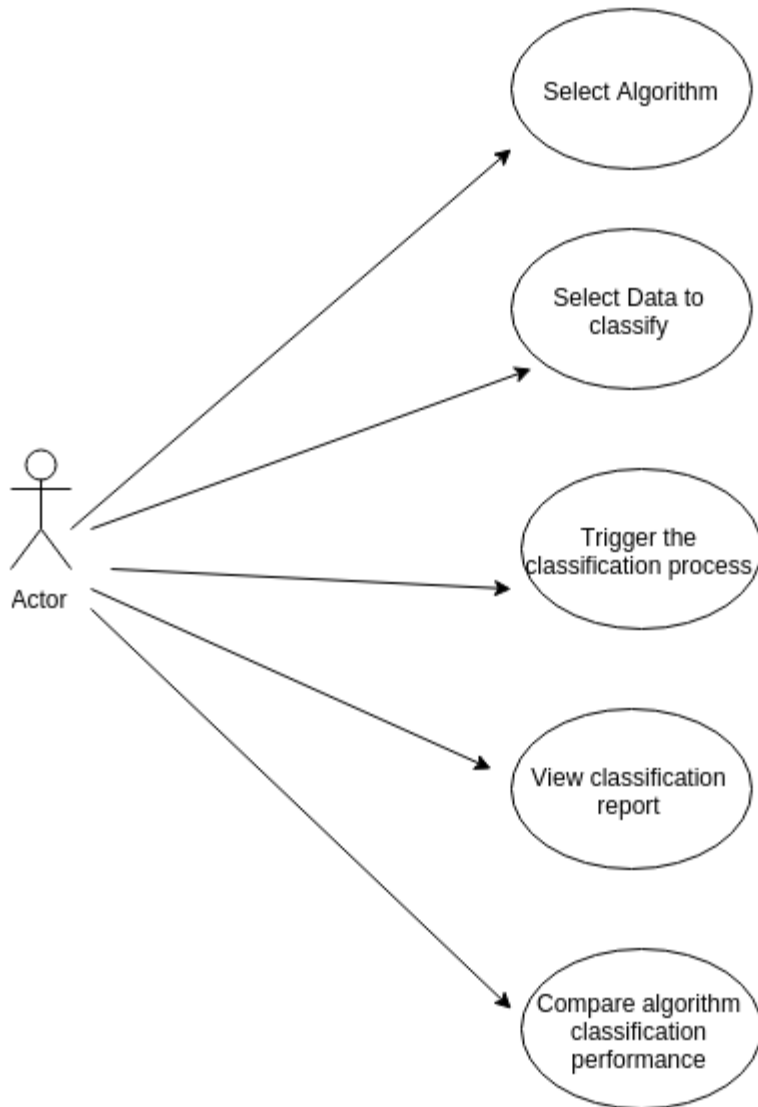 Select Algorithm
Select Data to
classify
Trigger the
classification process
Actor
View classification
report
Compare algorithm
classification
performance